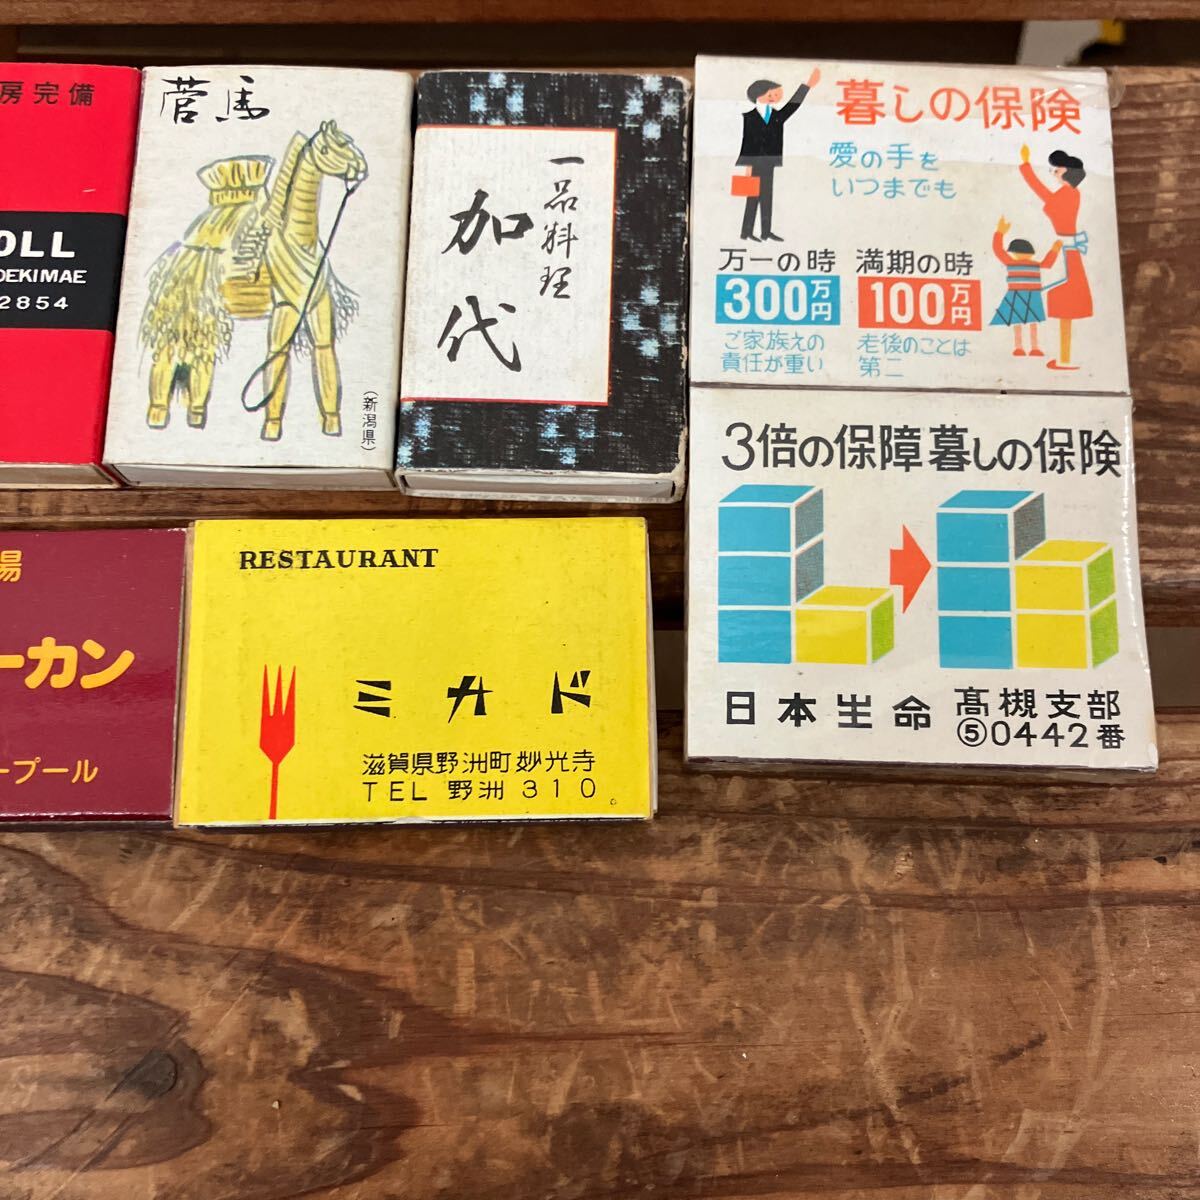 房完備
OLL
OEKIMAE
2854
菅馬
（新潟県）
一品料理
加代
暮しの保険
愛の手を
いつまでも
万一の時
300万円
ご家族えの
責任が重い
満期の時
100万円
老後のことは
第二
3倍の保障暮しの保険
日本生命
髙槻支部
⑤0442番
場
ーカン
ープール
RESTAURANT
ミカド
滋賀県野洲町妙光寺
TEL 野洲 310